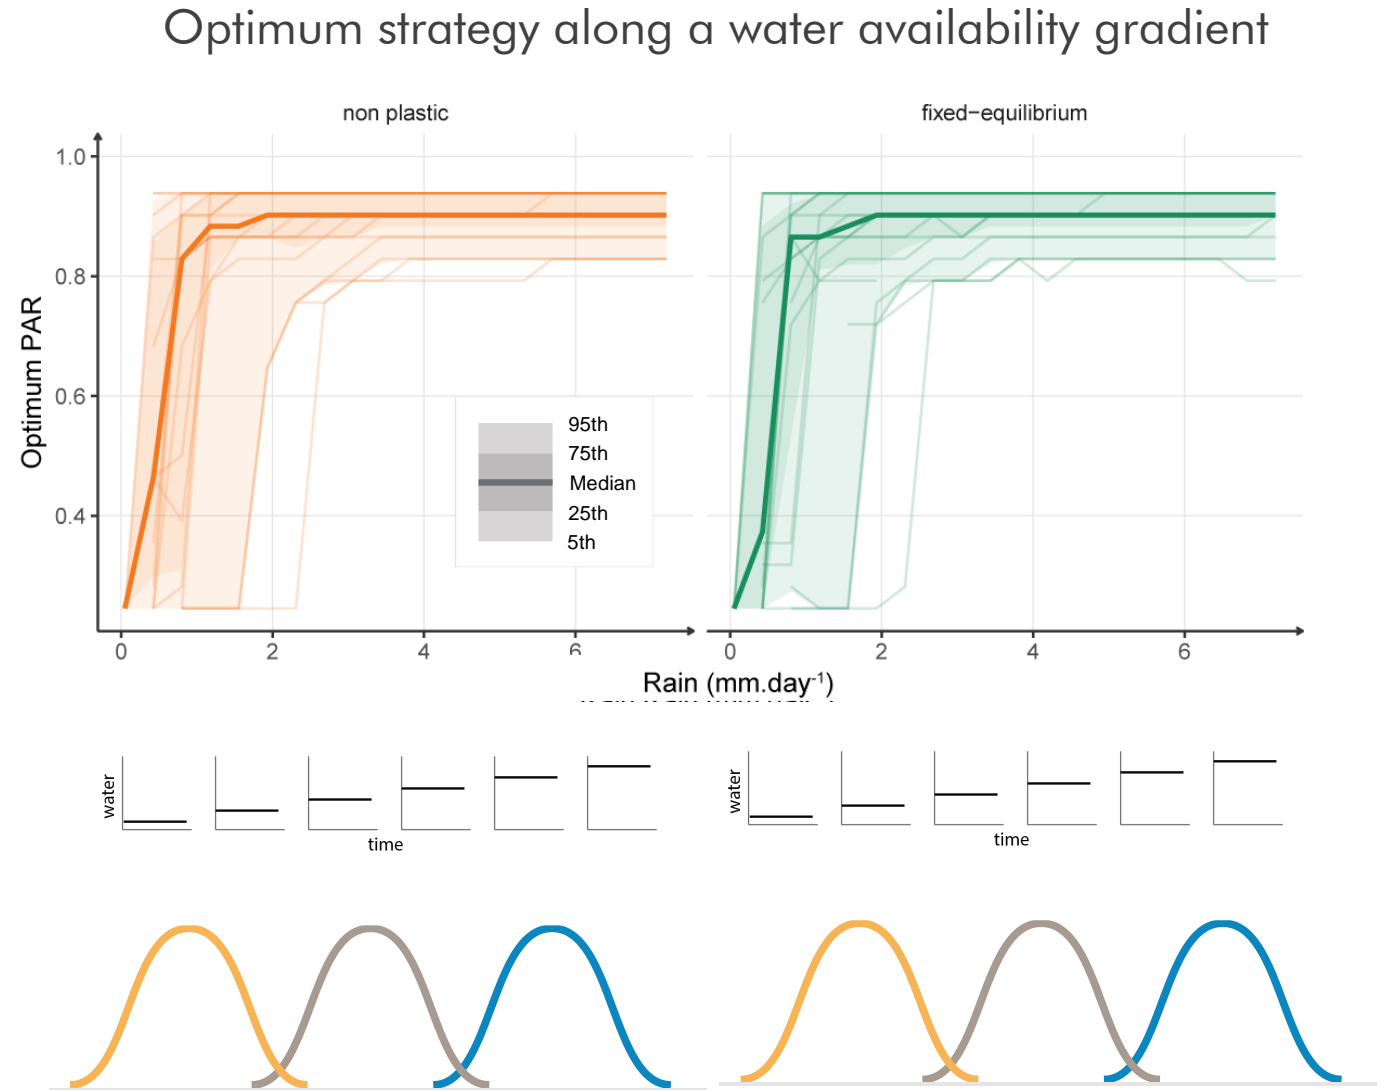 Optimum strategy along a water availability gradient
non plastic
fixed−equilibrium
Optimum PAR
1.0
0.8
0.6
0.4
95th
75th
Median
25th
5th
0 2 4 6
0 2 4 6
Rain (mm.day-1)
water
time
water
time